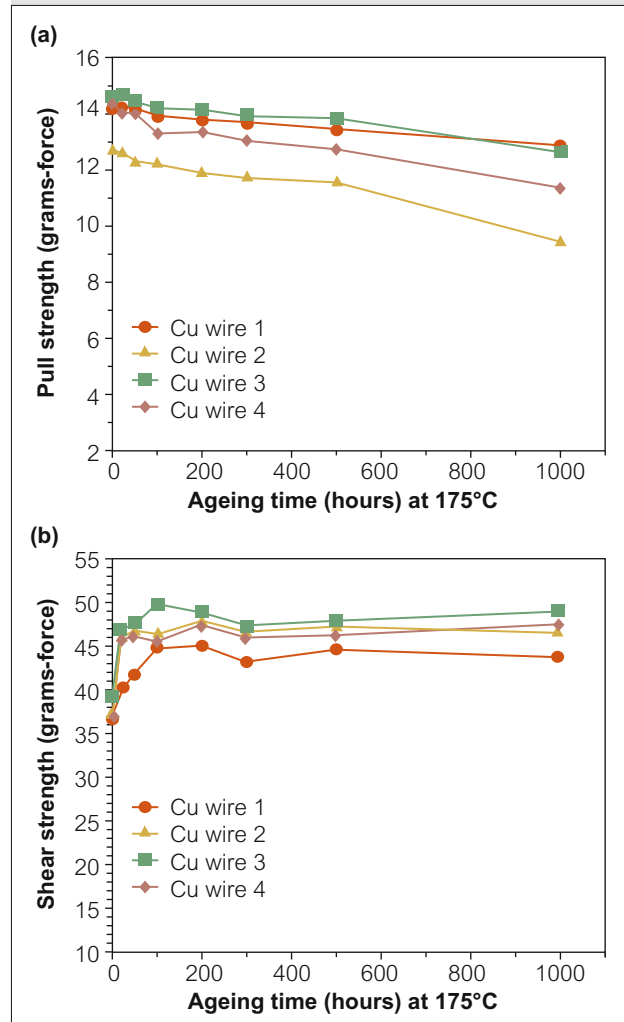 (a)
16
14
12
10
8
6
4
2
Pull strength (grams-force)
Cu wire 1
Cu wire 2
Cu wire 3
Cu wire 4
0 200 400 600 800 1000
Ageing time (hours) at 175°C
(b)
55
50
45
40
35
30
25
20
15
10
Shear strength (grams-force)
Cu wire 1
Cu wire 2
Cu wire 3
Cu wire 4
0 200 400 600 800 1000
Ageing time (hours) at 175°C